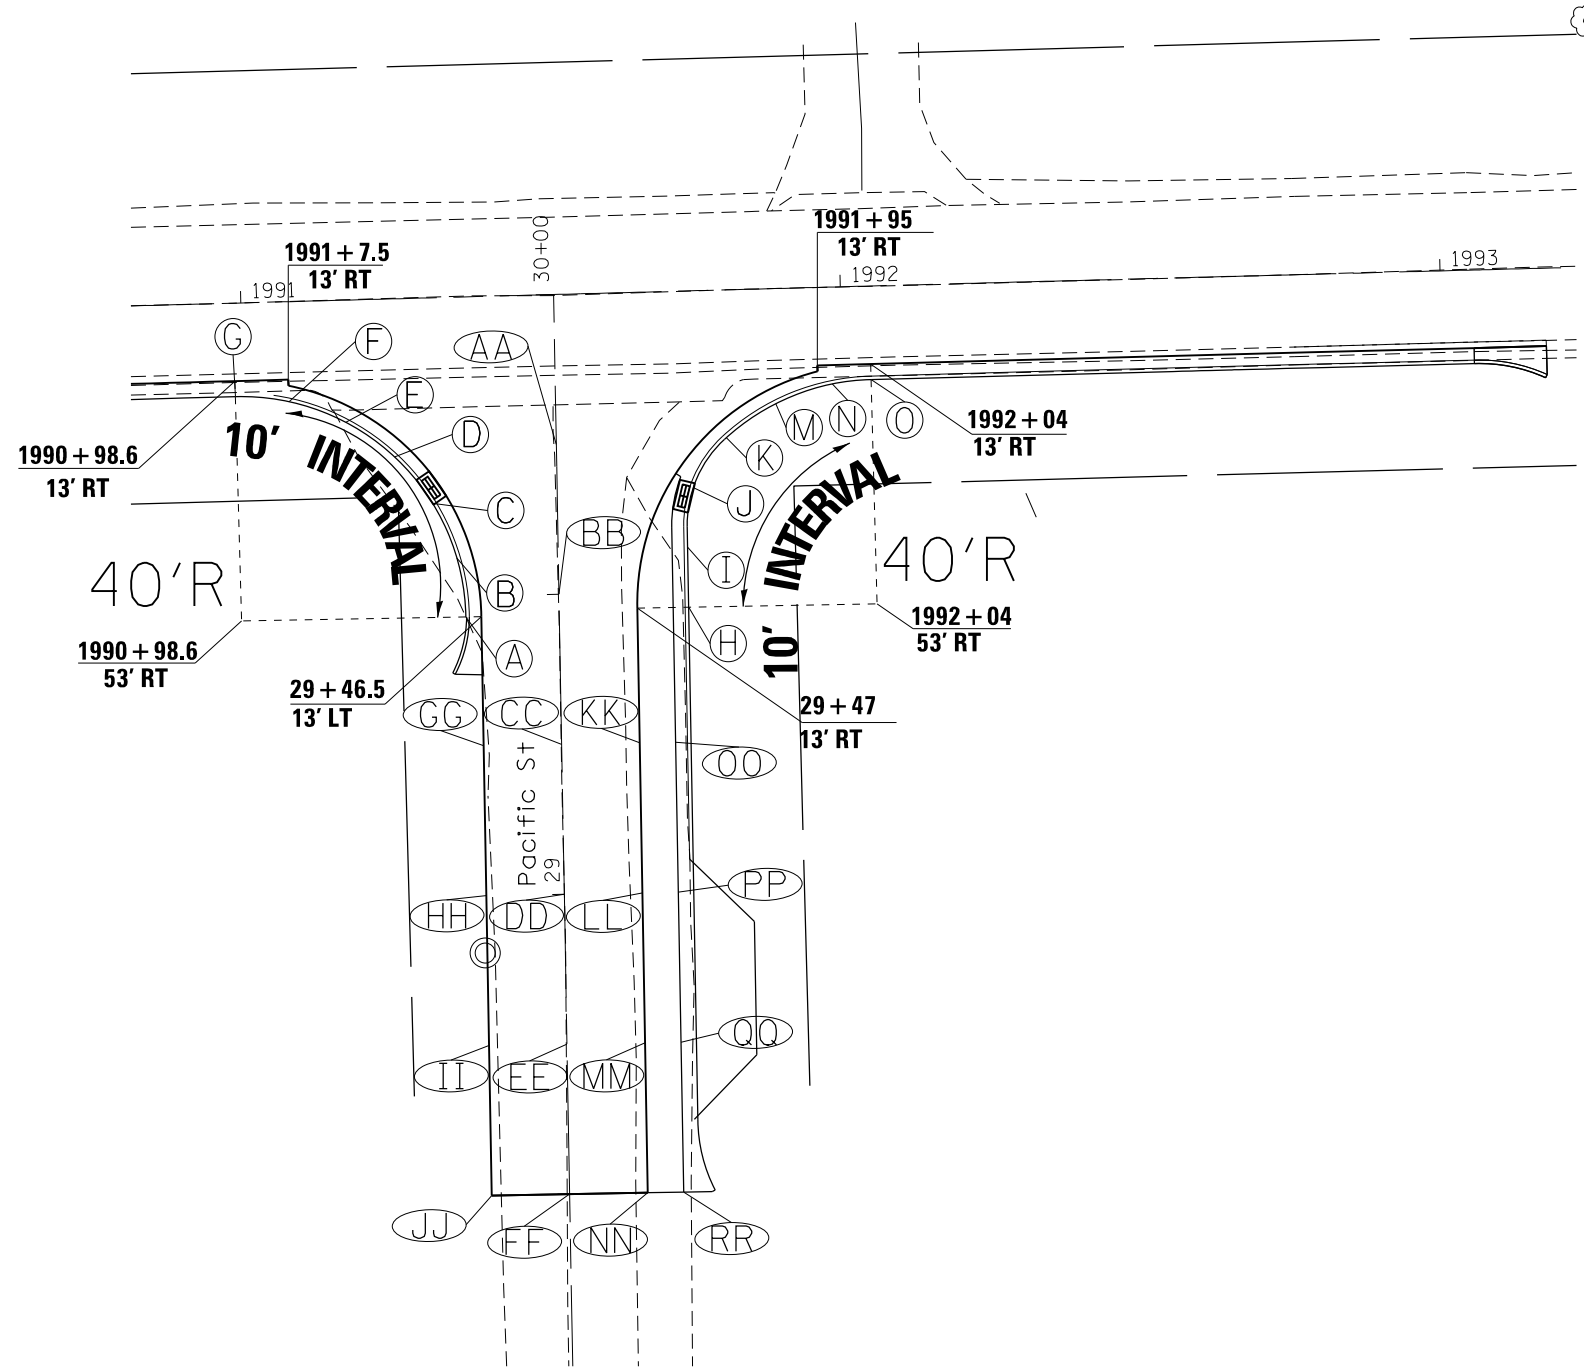 1991 + 95
13' RT
1991 + 7.5
13' RT
30+00
1991
1992
1993
G
F
AA
E
D
M
N
O
1992 + 04
13' RT
1990 + 98.6
13' RT
10' INTERVAL
K
C
J
BB
10' INTERVAL
40'R
40'R
I
B
1992 + 04
53' RT
H
A
1990 + 98.6
53' RT
29 + 46.5
13' LT
GG
CC
KK
29 + 47
13' RT
OO
Pacific St
29
PP
HH
DD
LL
QQ
II
EE
MM
JJ
FF
NN
RR